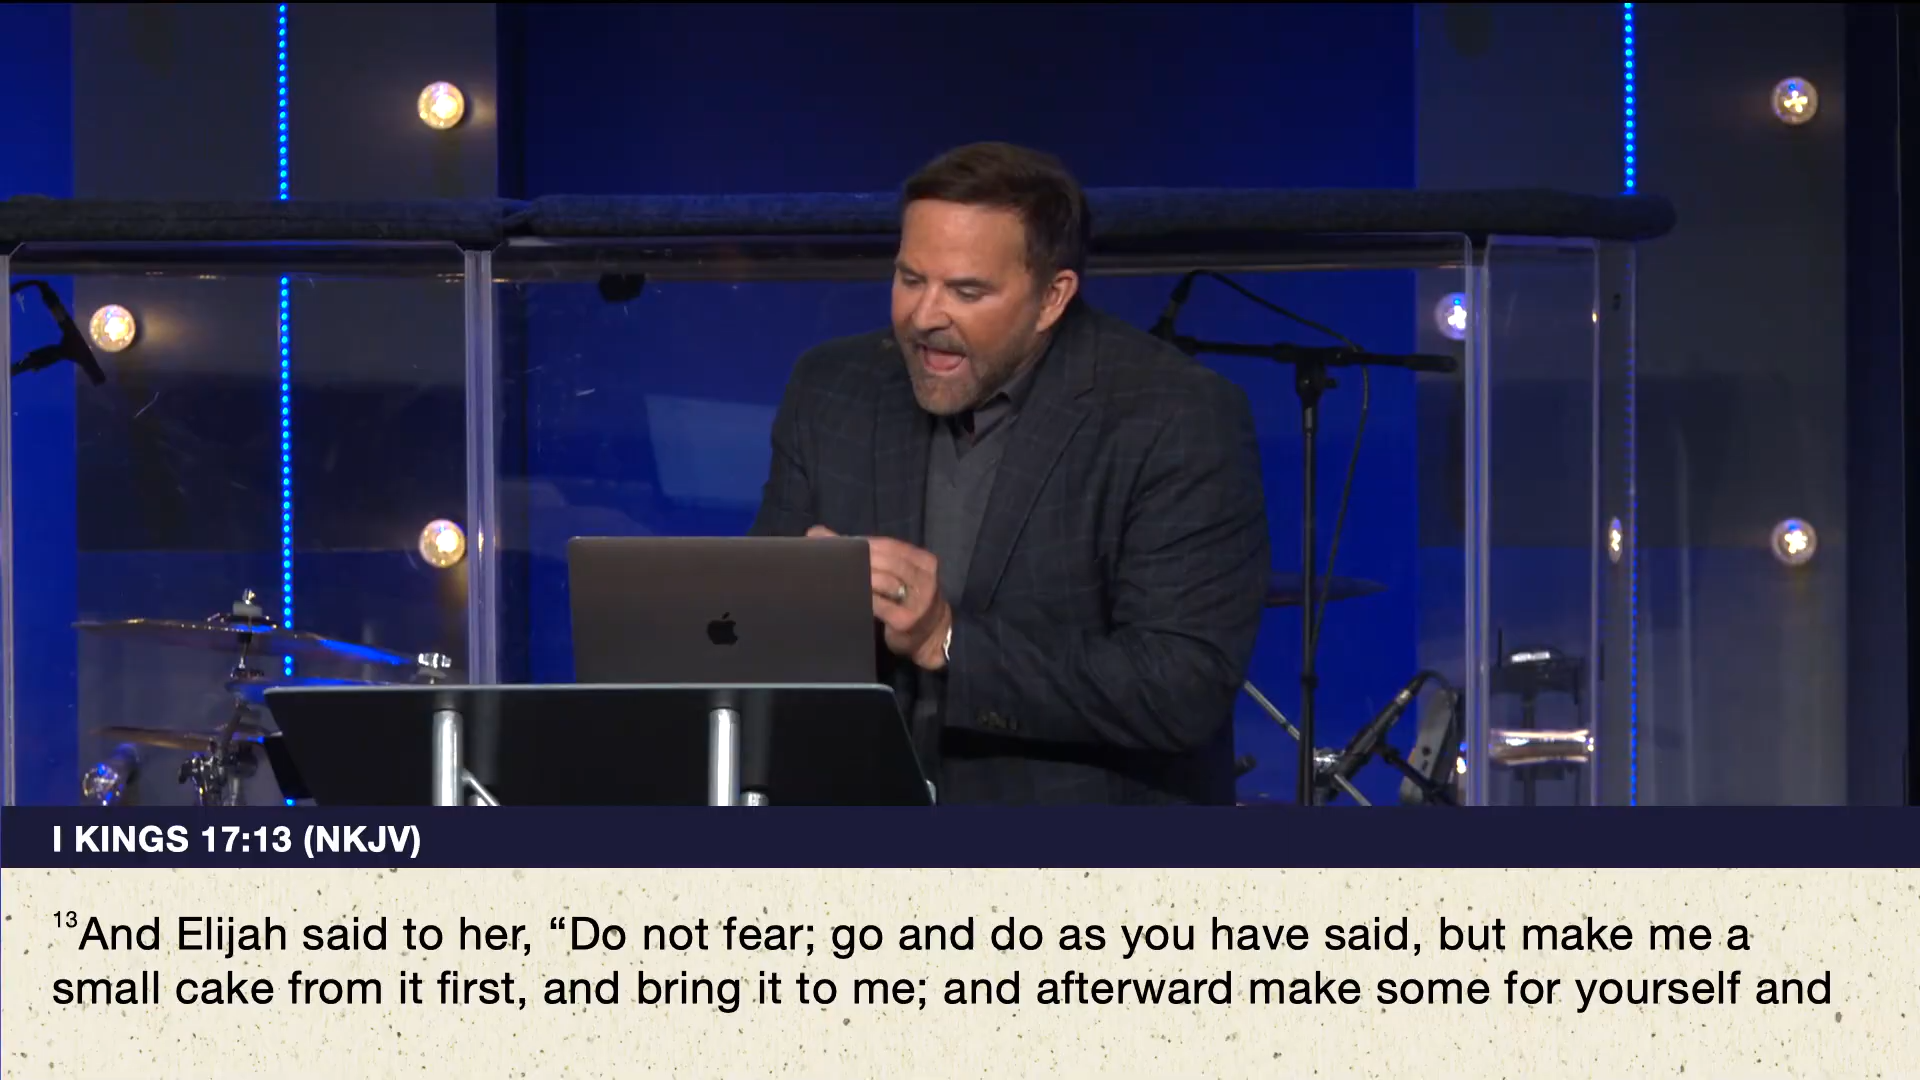 I KINGS 17:13 (NKJV)
13And Elijah said to her, “Do not fear; go and do as you have said, but make me a
small cake from it first, and bring it to me; and afterward make some for yourself and